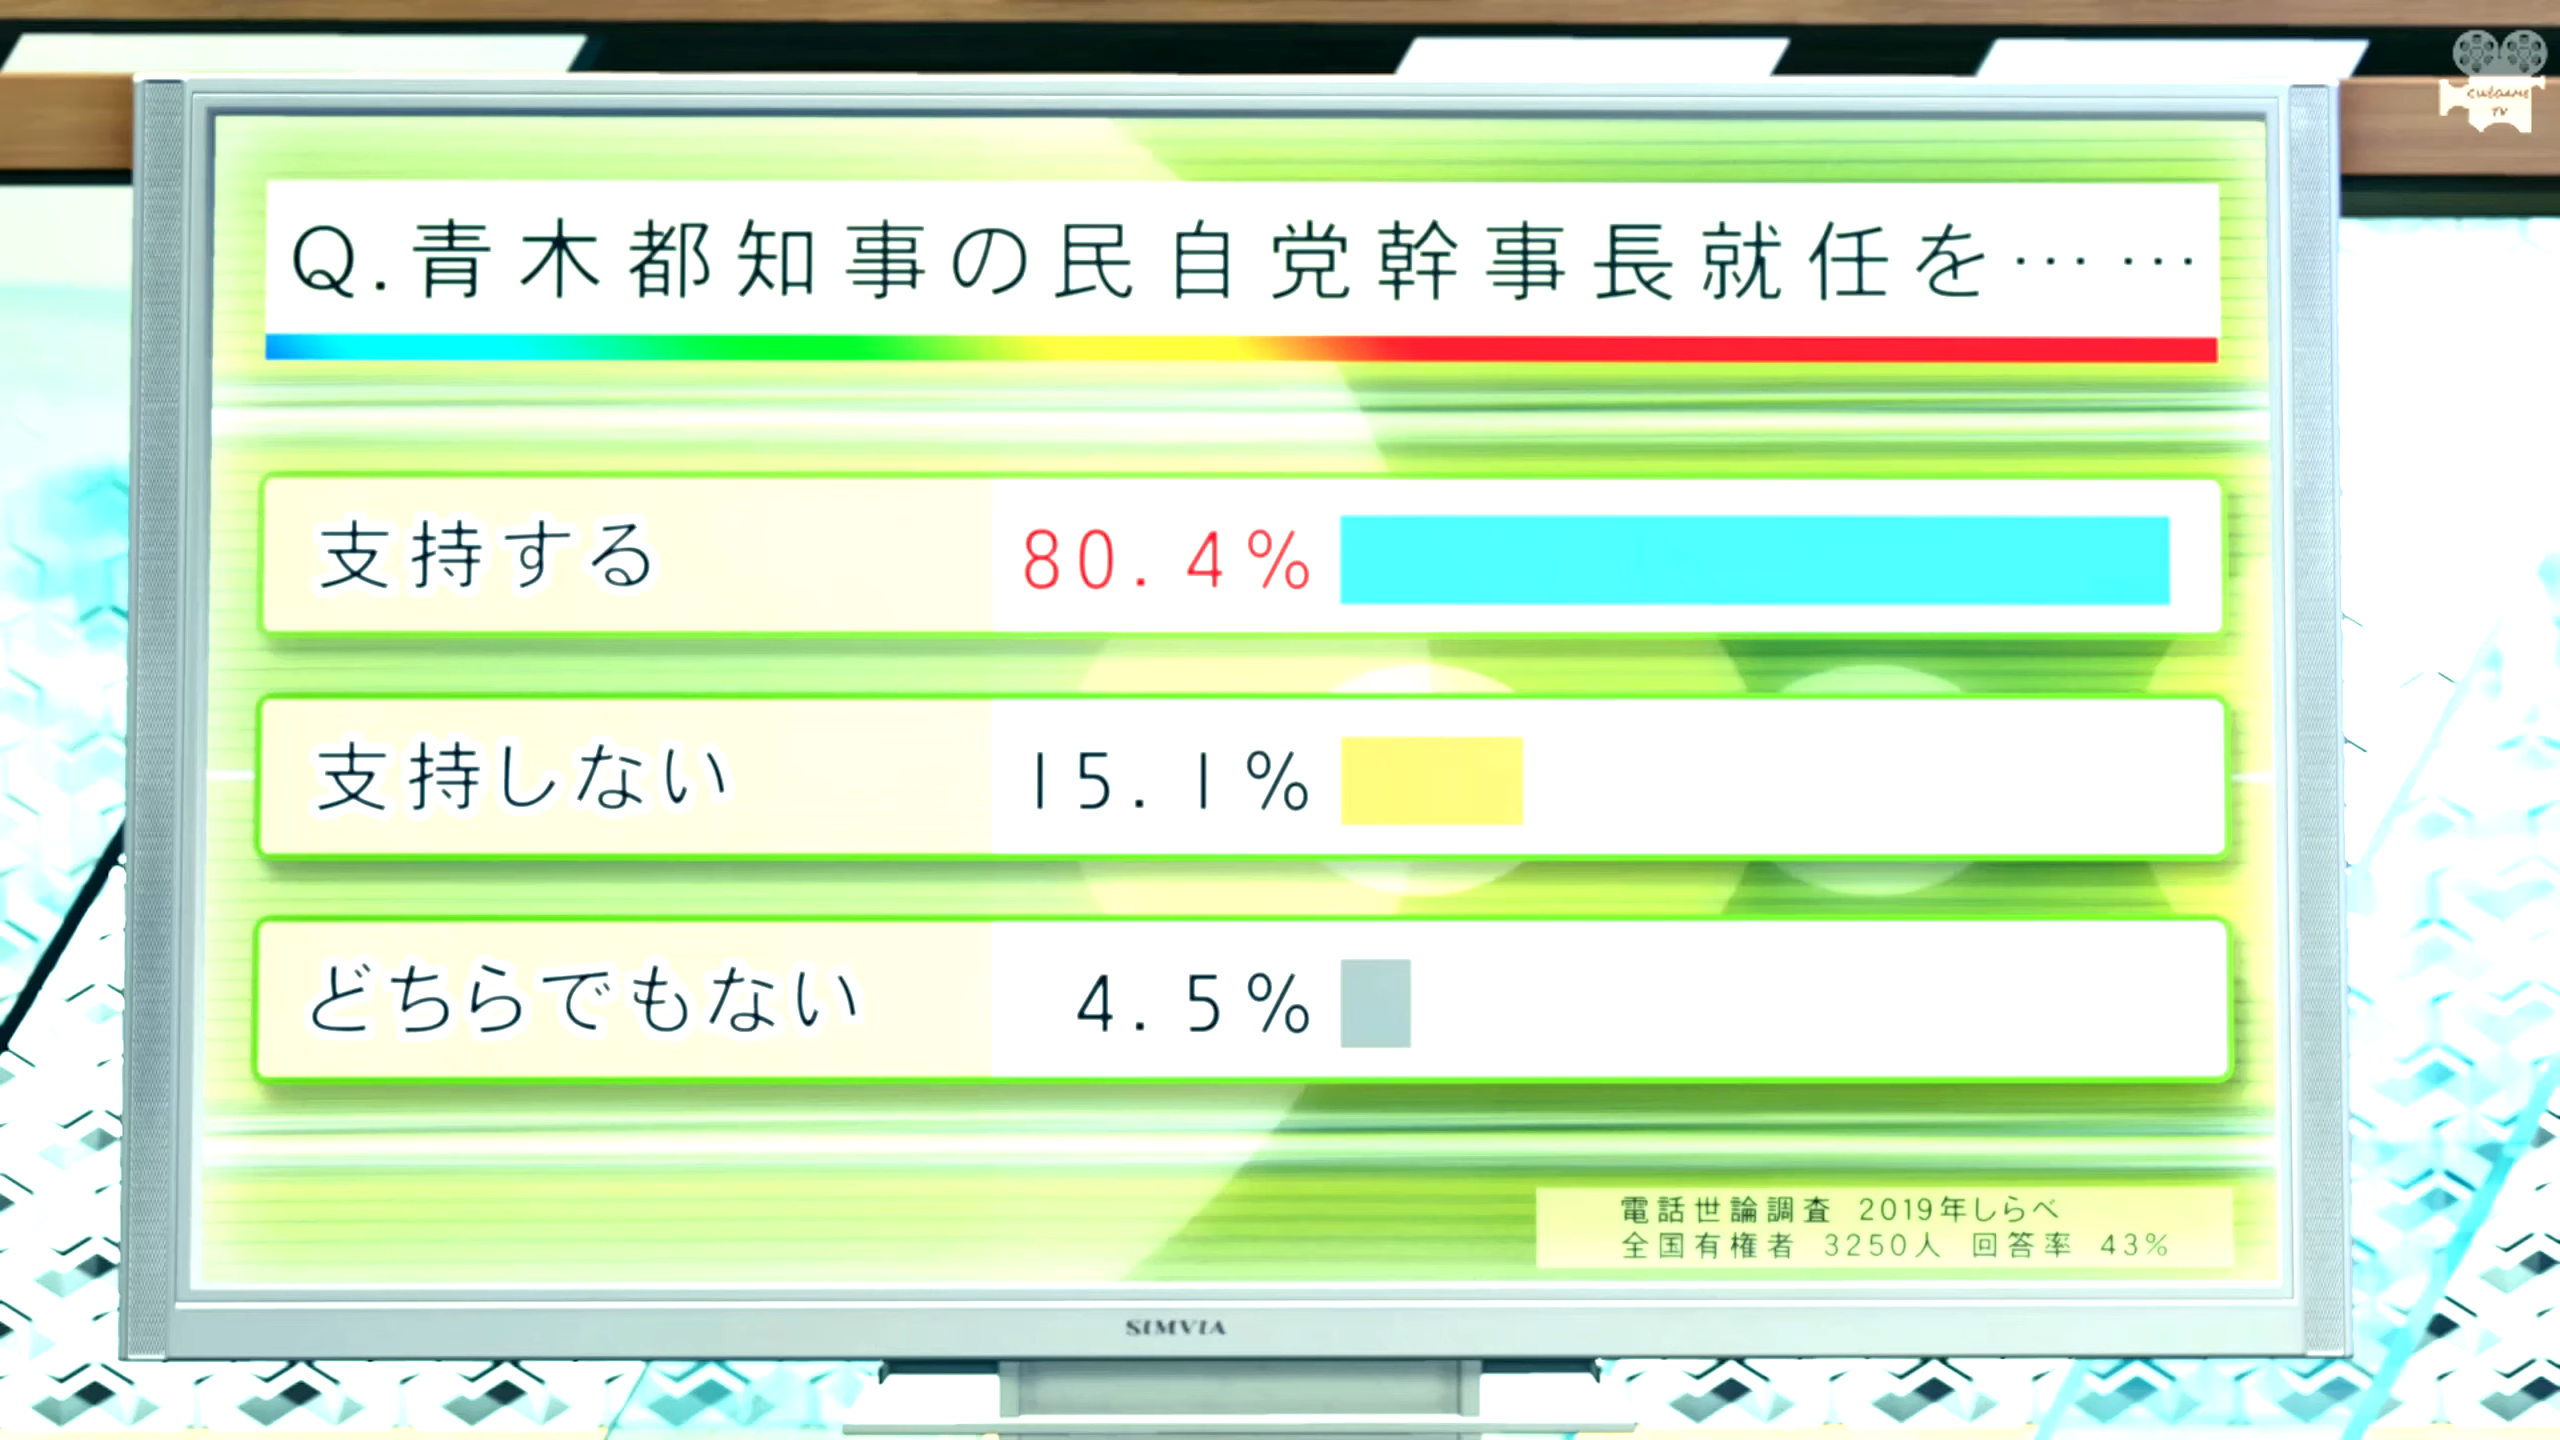 CUEGAME
TV
Q.青木都知事の民自党幹事長就任を……
支持する 80.4%
支持しない 15.1%
どちらでもない 4.5%
電話世論調査 2019年しらべ
全国有権者 3250人 回答率 43%
SIMVIA